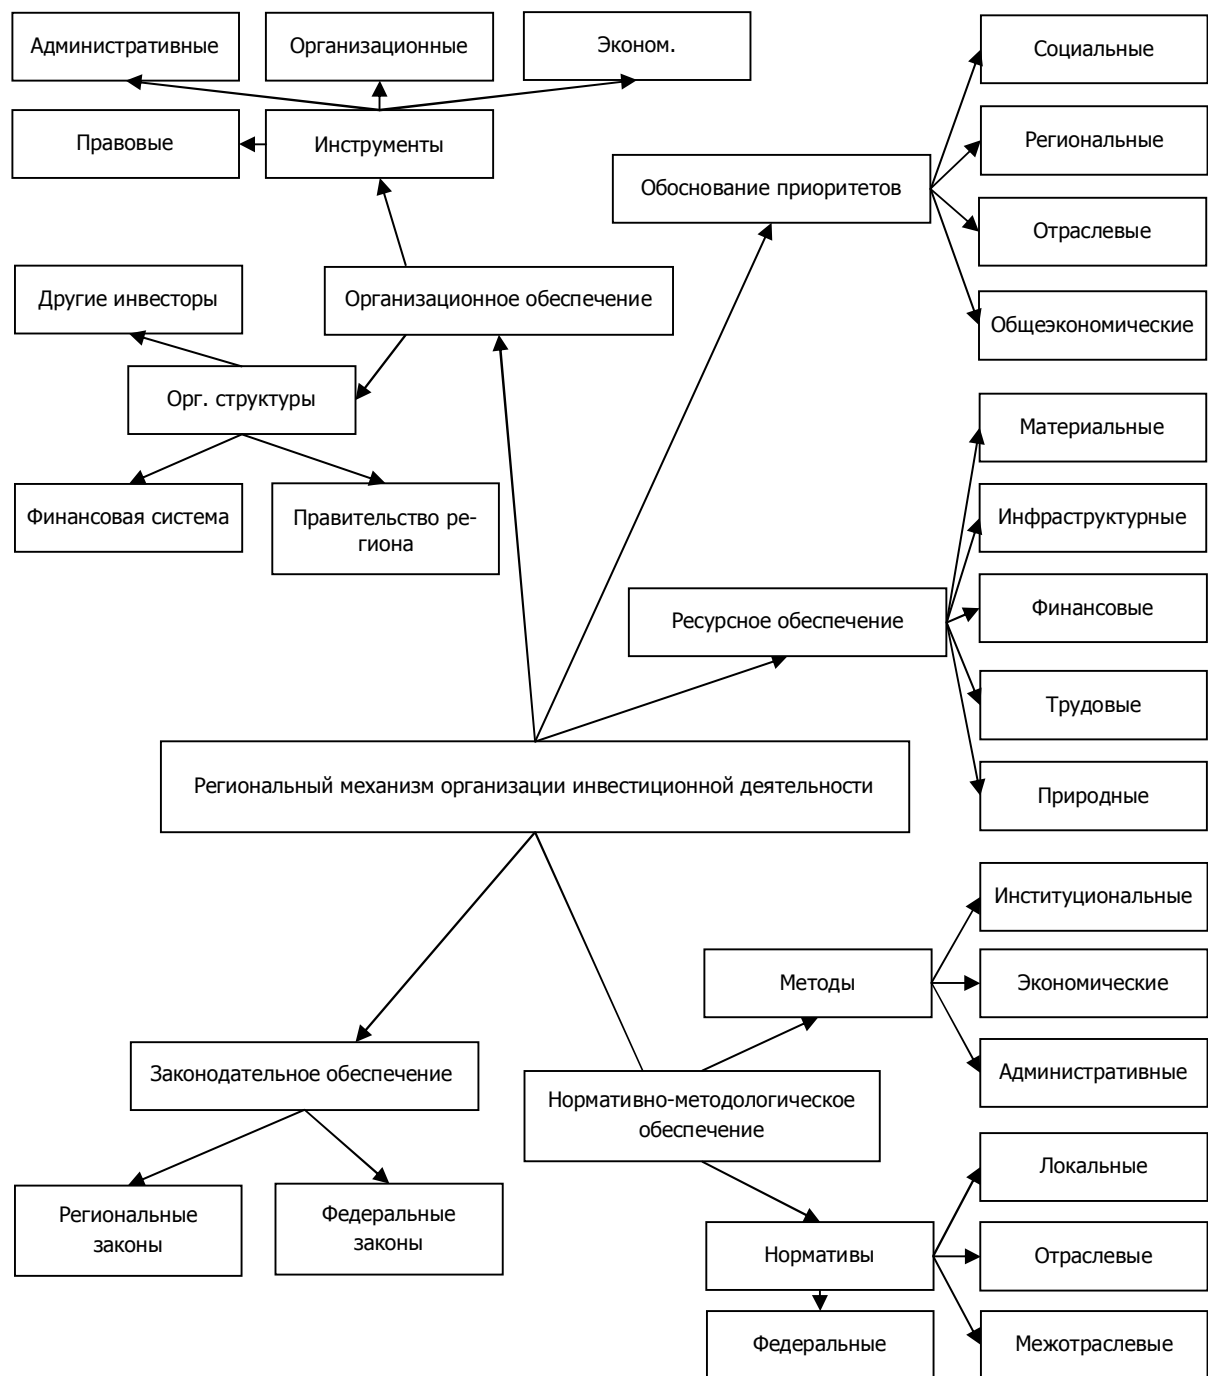 Административные
Организационные
Эконом.
Социальные
Правовые
Инструменты
Региональные
Обоснование приоритетов
Отраслевые
Другие инвесторы
Организационное обеспечение
Общеэкономические
Орг. структуры
Материальные
Финансовая система
Правительство ре-
гиона
Инфраструктурные
Ресурсное обеспечение
Финансовые
Трудовые
Региональный механизм организации инвестиционной деятельности
Природные
Институциональные
Методы
Экономические
Законодательное обеспечение
Нормативно-методологическое
обеспечение
Административные
Локальные
Региональные
законы
Федеральные
законы
Нормативы
Отраслевые
Федеральные
Межотраслевые